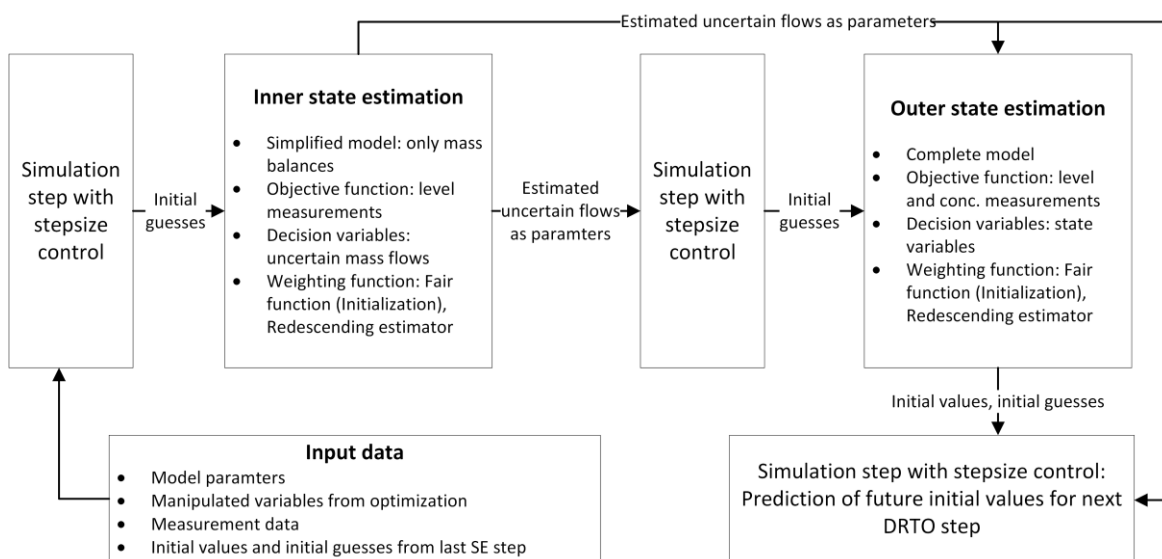 Estimated uncertain flows as parameters
Simulation
step with
stepsize
control
Initial
guesses
Inner state estimation
• Simplified model: only mass
balances
• Objective function: level
measurements
• Decision variables:
uncertain mass flows
• Weighting function: Fair
function (Initialization),
Redescending estimator
Estimated
uncertain flows
as paramters
Simulation
step with
stepsize
control
Initial
guesses
Outer state estimation
• Complete model
• Objective function: level
and conc. measurements
• Decision variables: state
variables
• Weighting function: Fair
function (Initialization),
Redescending estimator
Initial values, initial guesses
Input data
• Model paramters
• Manipulated variables from optimization
• Measurement data
• Initial values and initial guesses from last SE step
Simulation step with stepsize control:
Prediction of future initial values for next
DRTO step